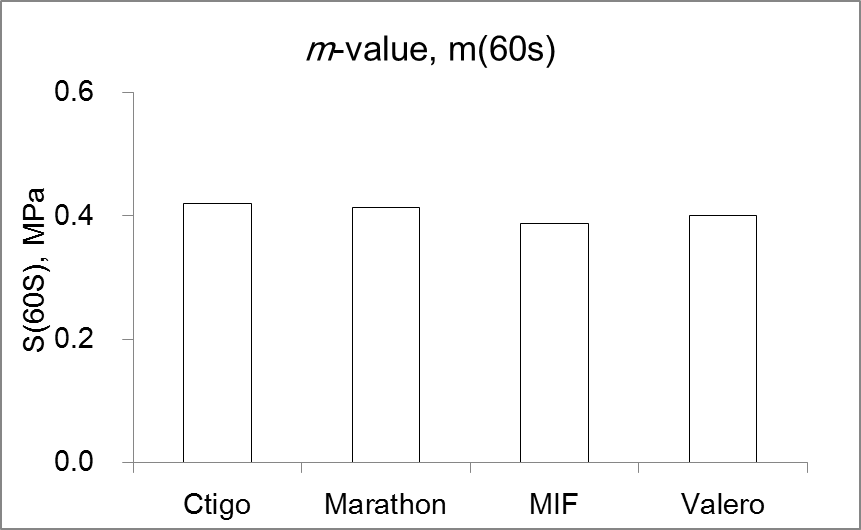 m-value, m(60s)
S(60S), MPa
0.6
0.4
0.2
0.0
Ctigo Marathon MIF Valero